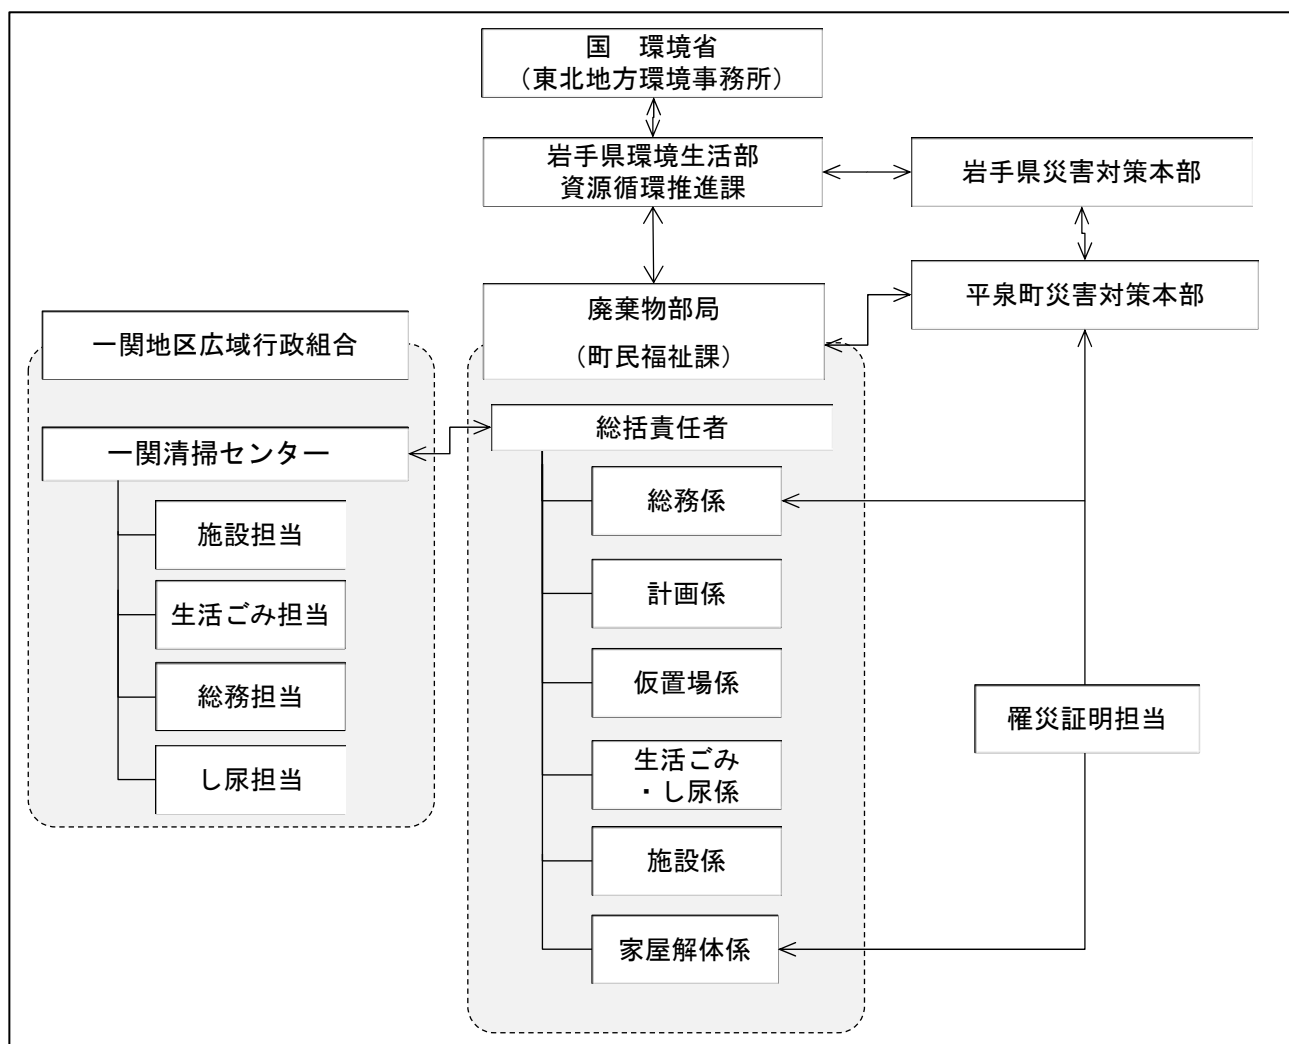 国　環境省
（東北地方環境事務所）
岩手県環境生活部
資源循環推進課
岩手県災害対策本部
平泉町災害対策本部
廃棄物部局
（町民福祉課）
一関地区広域行政組合
総括責任者
一関清掃センター
総務係
施設担当
計画係
生活ごみ担当
仮置場係
総務担当
罹災証明担当
生活ごみ
・し尿係
し尿担当
施設係
家屋解体係